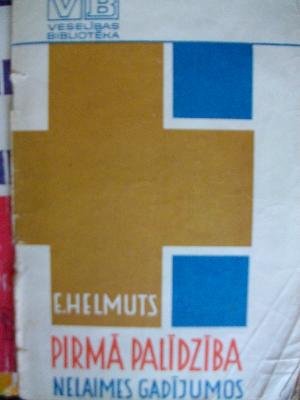 VB
VESELĪBAS
BIBLIOTĒKA
E.HELMUTS
PIRMĀ PALĪDZĪBA
NELAIMES GADĪJUMOS